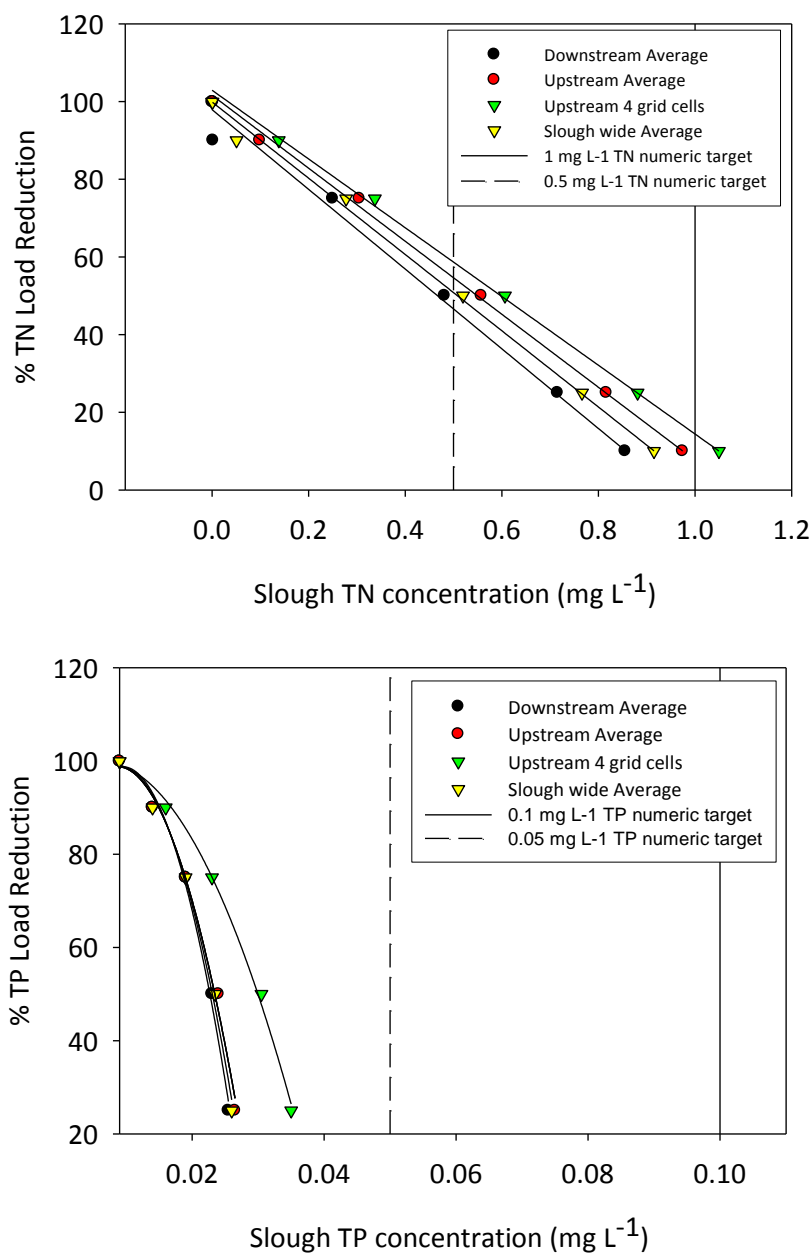 120
100
80
60
40
20
0
% TN Load Reduction
Downstream Average
Upstream Average
Upstream 4 grid cells
Slough wide Average
1 mg L-1 TN numeric target
0.5 mg L-1 TN numeric target
0.0 0.2 0.4 0.6 0.8 1.0 1.2
Slough TN concentration (mg L-1)
120
100
80
60
40
20
% TP Load Reduction
Downstream Average
Upstream Average
Upstream 4 grid cells
Slough wide Average
0.1 mg L-1 TP numeric target
0.05 mg L-1 TP numeric target
0.02 0.04 0.06 0.08 0.10
Slough TP concentration (mg L-1)